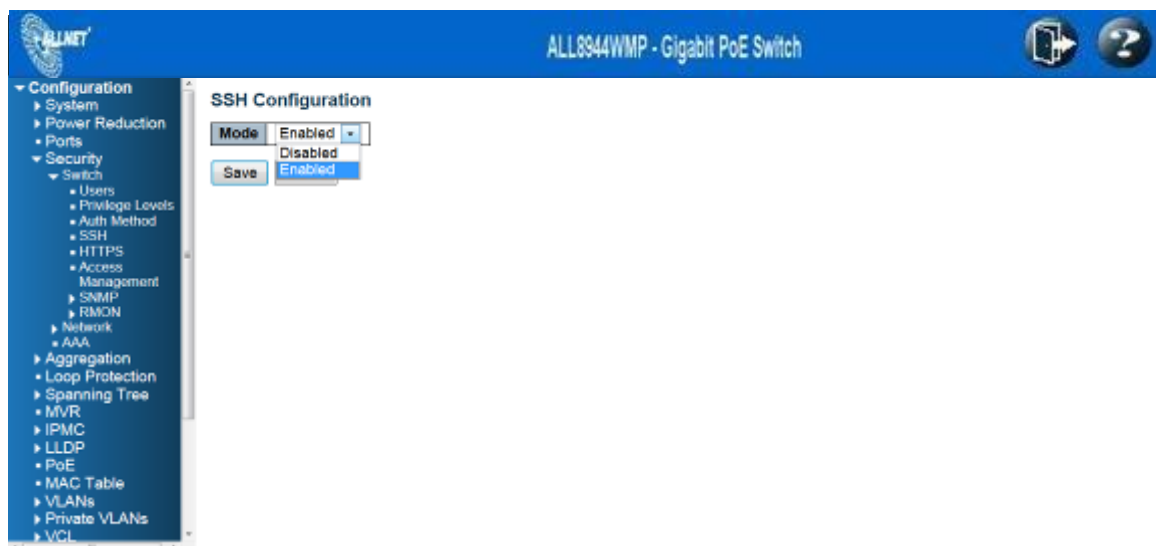 ALLNET
ALL8944WMP - Gigabit PoE Switch
?
Configuration
System
Power Reduction
Ports
Security
Switch
Users
Privilege Levels
Auth Method
SSH
HTTPS
Access
Management
SNMP
RMON
Network
AAA
Aggregation
Loop Protection
Spanning Tree
MVR
IPMC
LLDP
PoE
MAC Table
VLANs
Private VLANs
VCL
SSH Configuration
Mode Enabled
Disabled
Enabled
Save